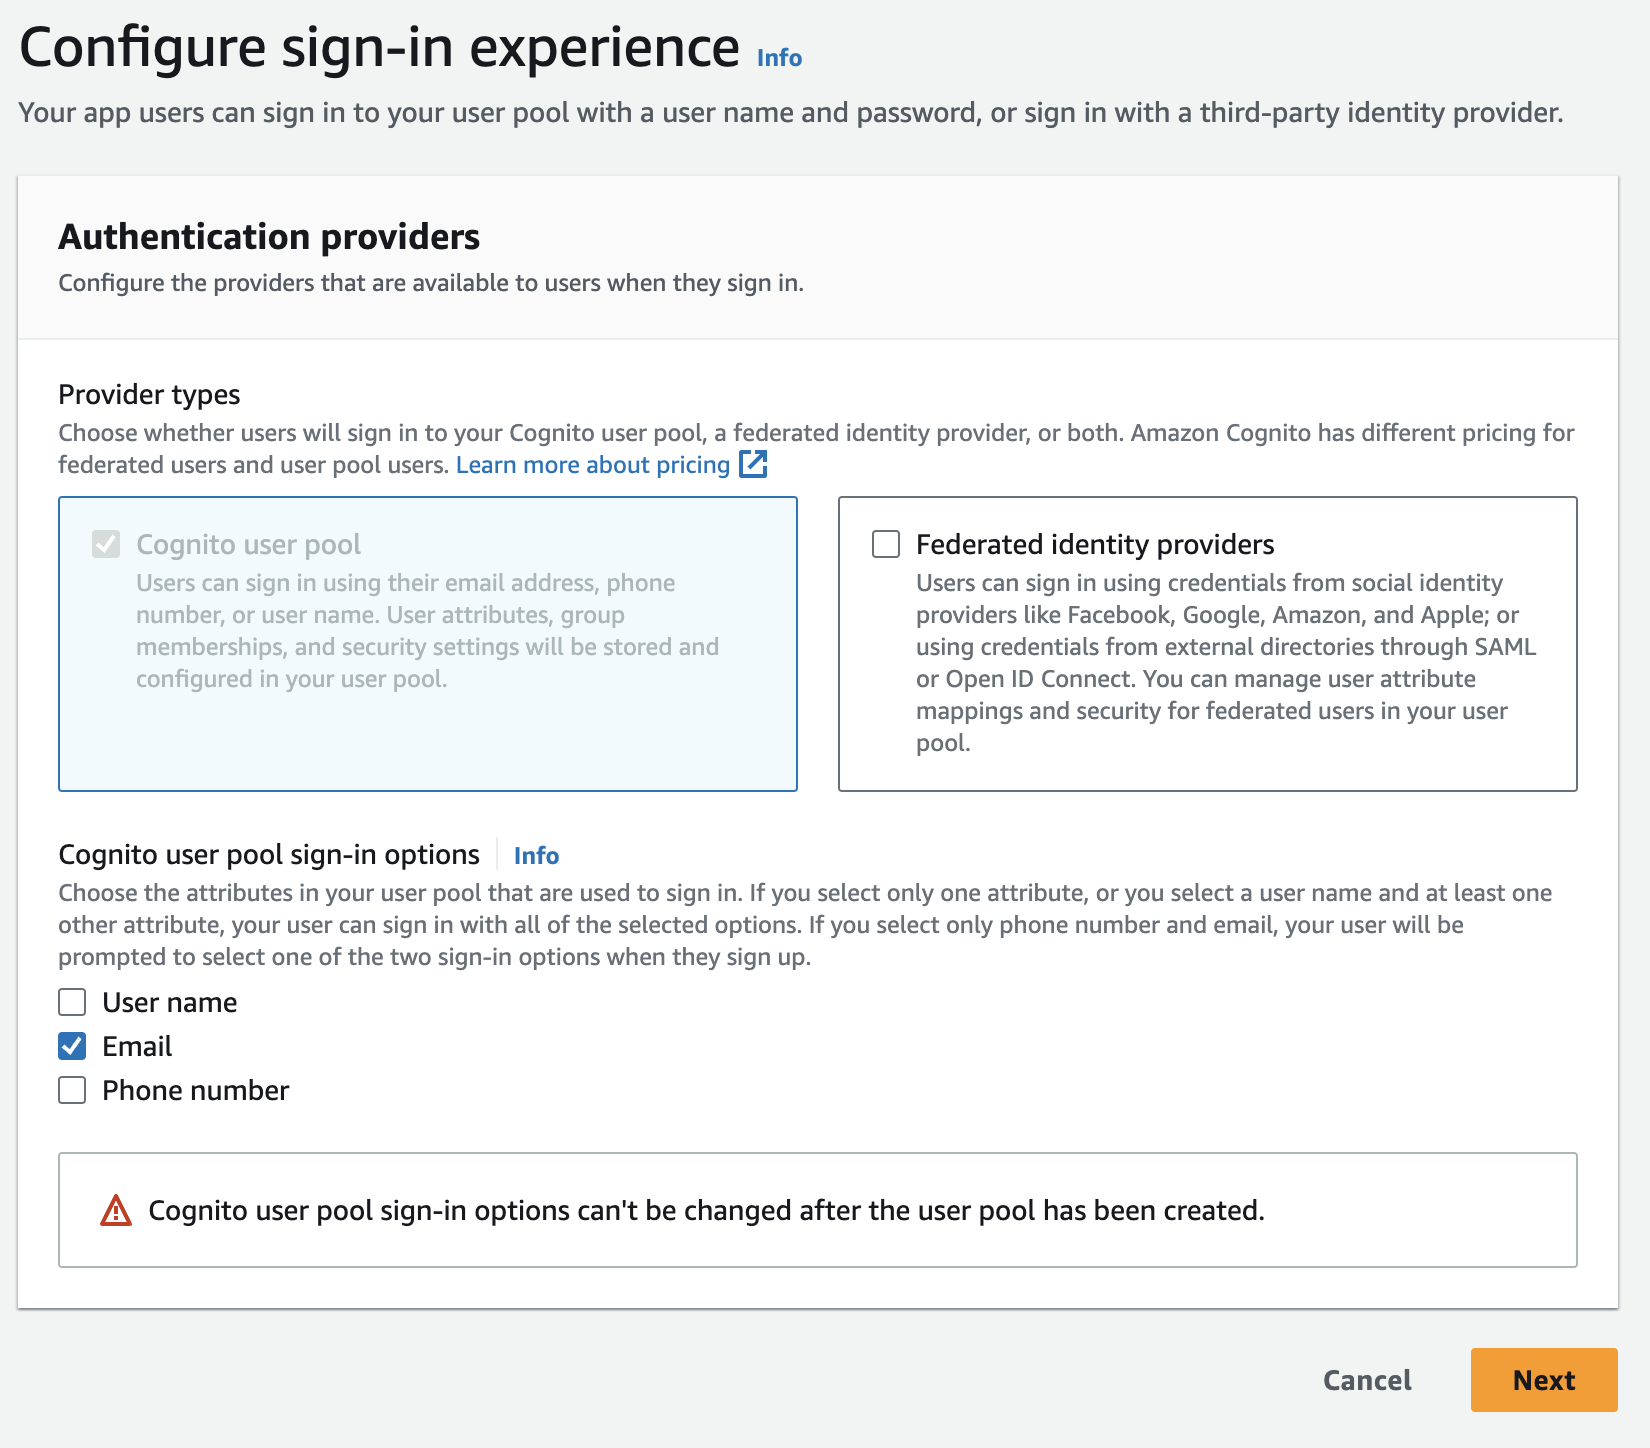 Configure sign-in experience Info
Your app users can sign in to your user pool with a user name and password, or sign in with a third-party identity provider.
Authentication providers
Configure the providers that are available to users when they sign in.
Provider types
Choose whether users will sign in to your Cognito user pool, a federated identity provider, or both. Amazon Cognito has different pricing for
federated users and user pool users. Learn more about pricing
Cognito user pool
Users can sign in using their email address, phone
number, or user name. User attributes, group
memberships, and security settings will be stored and
configured in your user pool.
Federated identity providers
Users can sign in using credentials from social identity
providers like Facebook, Google, Amazon, and Apple; or
using credentials from external directories through SAML
or Open ID Connect. You can manage user attribute
mappings and security for federated users in your user
pool.
Cognito user pool sign-in options Info
Choose the attributes in your user pool that are used to sign in. If you select only one attribute, or you select a user name and at least one
other attribute, your user can sign in with all of the selected options. If you select only phone number and email, your user will be
prompted to select one of the two sign-in options when they sign up.
User name
Email
Phone number
Cognito user pool sign-in options can't be changed after the user pool has been created.
Cancel
Next